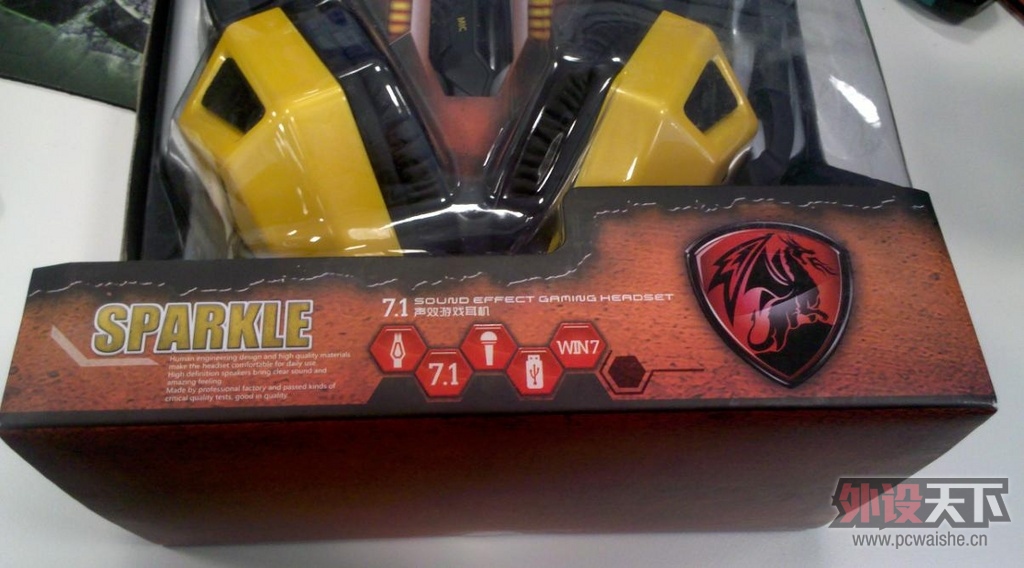 MIC
SPARKLE
7.1 SOUND EFFECT GAMING HEADSET
声效游戏耳机
Human engineering design and high quality materials
make the headset comfortable for daily use.
High definition speakers bring clear sound and
amazing feeling.
Made by professional factory and passed kinds of
critical quality tests, good in quality.
7.1
WIN7
外设天下
www.pcwaishe.cn